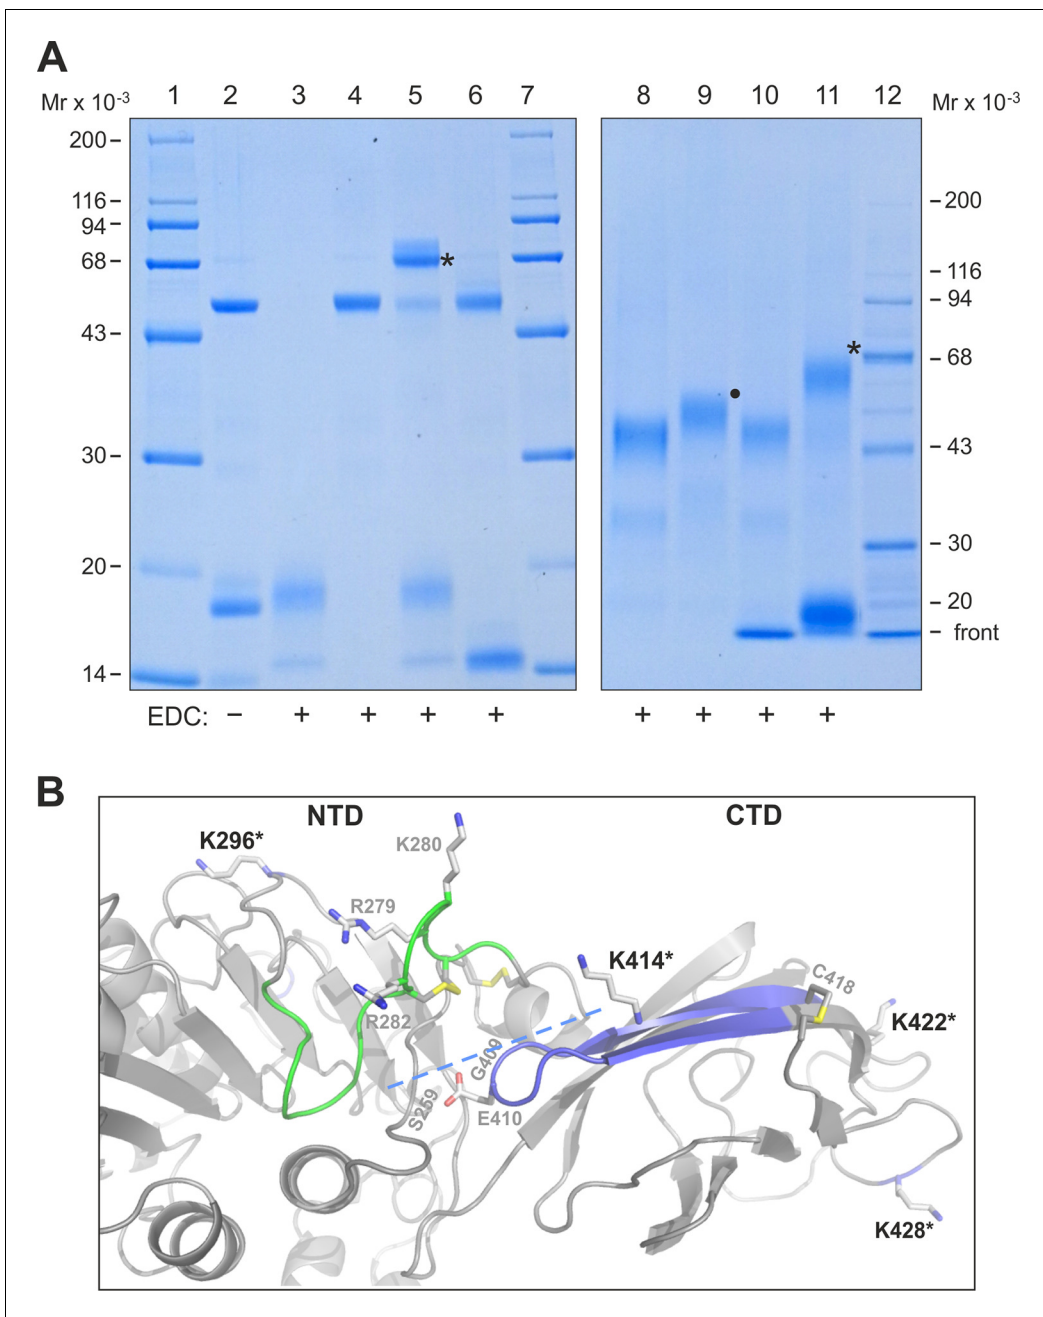 A
Mr x 10-3 1 2 3 4 5 6 7 8 9 10 11 12 Mr x 10-3
200
116
94
68
43
30
20
14
*
•
*
200
116
94
68
43
30
20
front
EDC: – + + + + + + + +
B
NTD CTD
K296*
K280
R279
K414*
C418
R282
K422*
G409
S259
E410
K428*